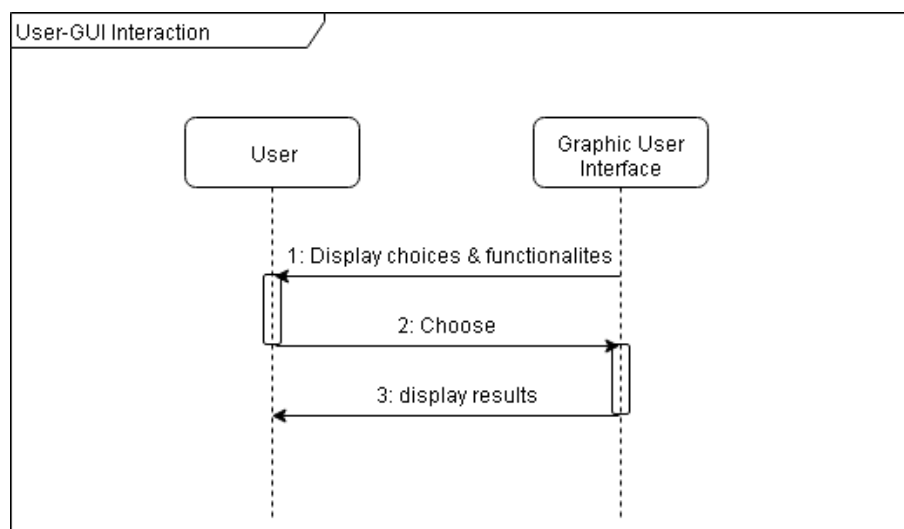 User-GUI Interaction
User
Graphic User
Interface
1: Display choices & functionalites
2: Choose
3: display results